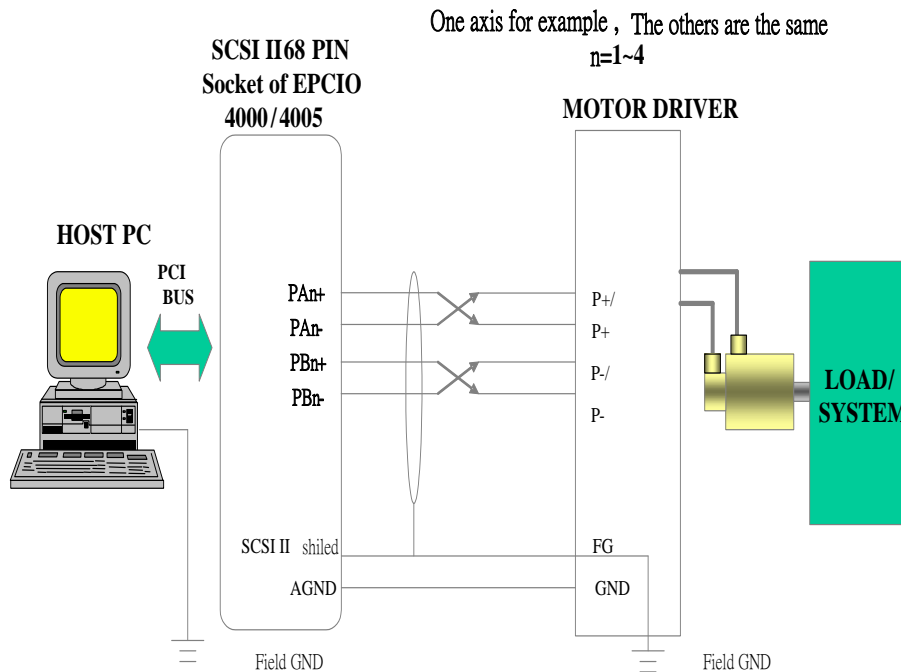 One axis for example , The others are the same
n=1~4
SCSI II68 PIN
Socket of EPCIO
4000/4005
MOTOR DRIVER
HOST PC
PCI
BUS
PAn+
PAn-
PBn+
PBn-
P+/
P+
P-/
P-
LOAD/
SYSTEM
SCSI II shiled
FG
AGND
GND
Field GND
Field GND